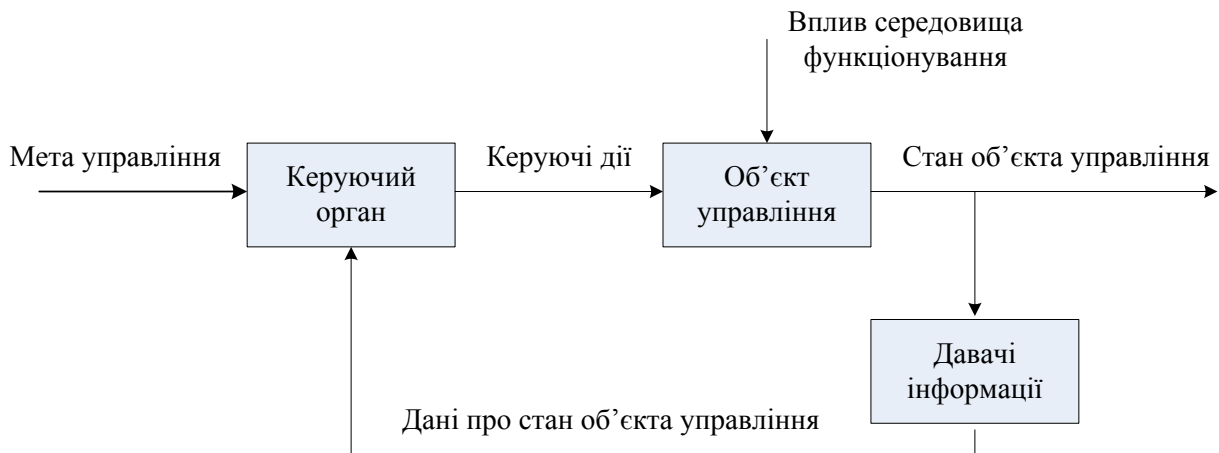 Вплив середовища
функціонування
Мета управління
Керуючий
орган
Керуючі дії
Об’єкт
управління
Стан об’єкта управління
Давачі
інформації
Дані про стан об’єкта управління